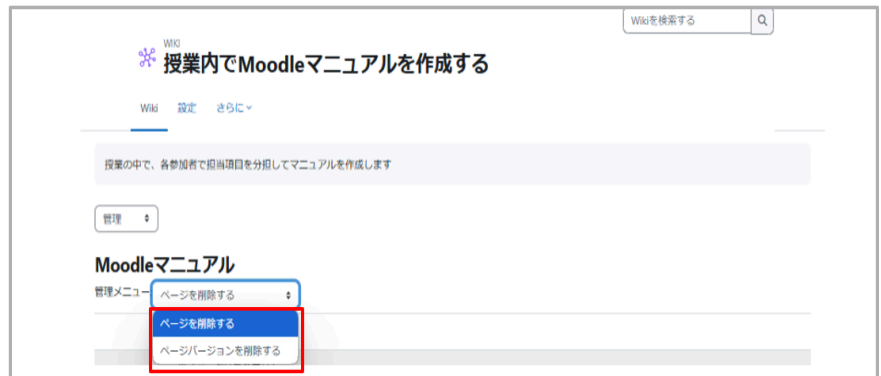 Wikiを検索する
WIKI
授業内でMoodleマニュアルを作成する
Wiki 設定 さらに
授業の中で、各参加者で担当項目を分担してマニュアルを作成します
管理
Moodleマニュアル
管理メニュー ページを削除する
ページを削除する
ページバージョンを削除する